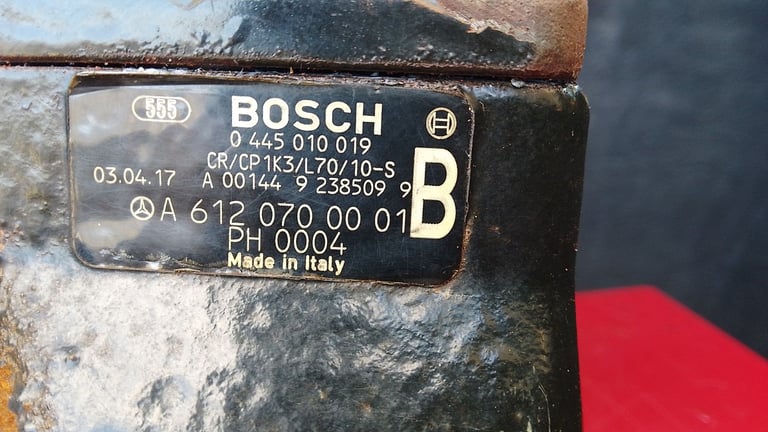 555
BOSCH
0 445 010 019
CR/CP1K3/L70/10-S
03.04.17 A 00144 9 238509 9
B
A 612 070 00 01
PH 0004
Made in Italy